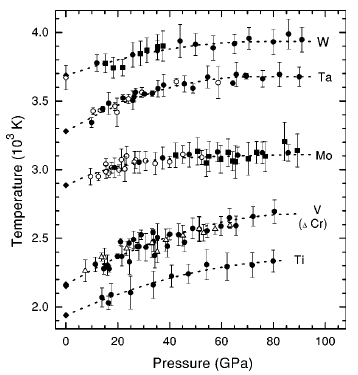 4.0
3.5
3.0
2.5
2.0
Temperature (10³ K)
W
Ta
Mo
V
(△ Cr)
Ti
0 20 40 60 80 100
Pressure (GPa)